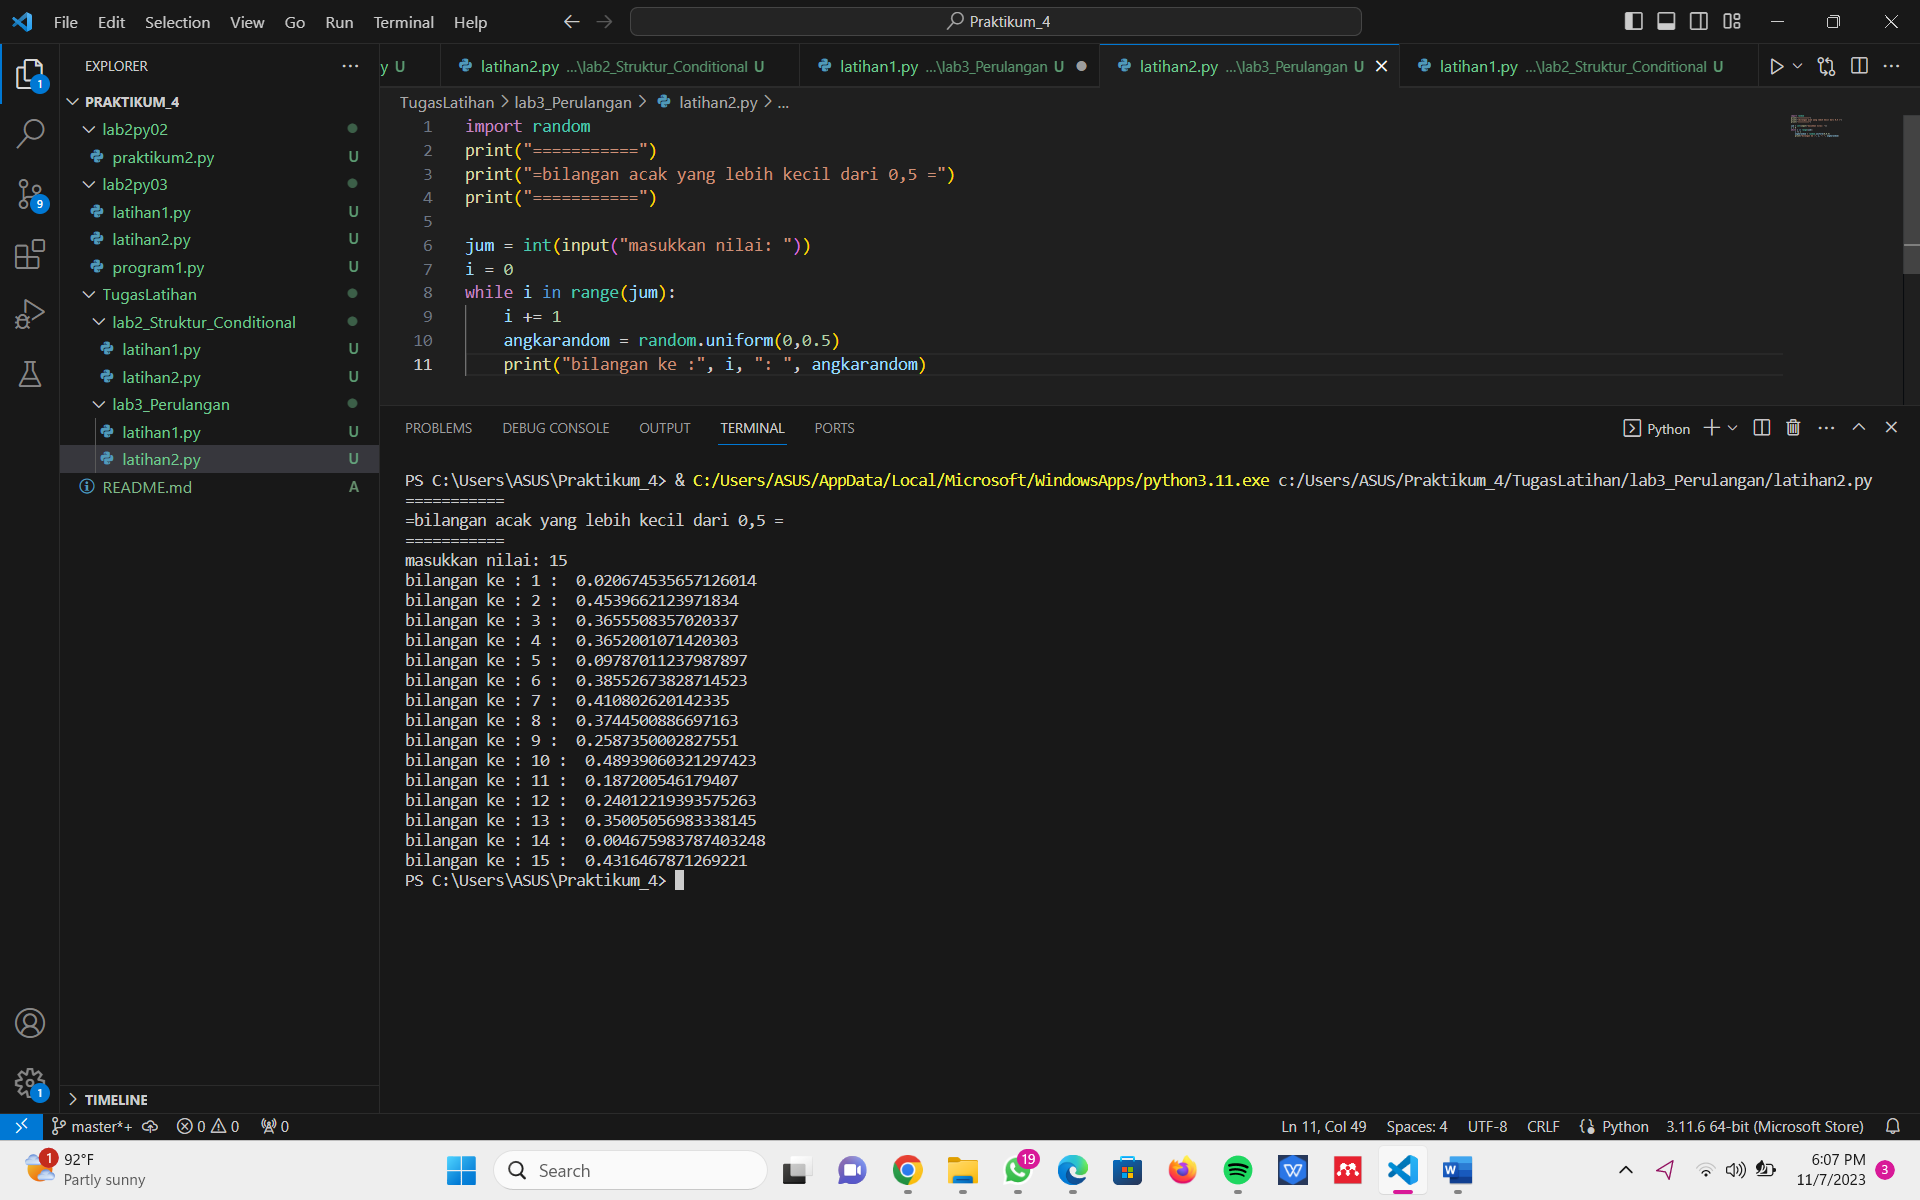 File Edit Selection View Go Run Terminal Help
Praktikum_4
EXPLORER
y U
latihan2.py ...\lab2_Struktur_Conditional U
latihan1.py ...\lab3_Perulangan U
latihan2.py ...\lab3_Perulangan U
latihan1.py ...\lab2_Struktur_Conditional U
PRAKTIKUM_4
lab2py02
praktikum2.py U
lab2py03
latihan1.py U
latihan2.py U
program1.py U
TugasLatihan
lab2_Struktur_Conditional
latihan1.py U
latihan2.py U
lab3_Perulangan
latihan1.py U
latihan2.py U
README.md A
TIMELINE
1
9
1
TugasLatihan > lab3_Perulangan > latihan2.py > ...
1 import random
2 print("===========")
3 print("=bilangan acak yang lebih kecil dari 0,5 =")
4 print("===========")
5
6 jum = int(input("masukkan nilai: "))
7 i = 0
8 while i in range(jum):
9 i += 1
10 angkarandom = random.uniform(0,0.5)
11 print("bilangan ke :", i, ": ", angkarandom)
PROBLEMS DEBUG CONSOLE OUTPUT TERMINAL PORTS
Python
PS C:\Users\ASUS\Praktikum_4> & C:/Users/ASUS/AppData/Local/Microsoft/WindowsApps/python3.11.exe c:/Users/ASUS/Praktikum_4/TugasLatihan/lab3_Perulangan/latihan2.py
===========
=bilangan acak yang lebih kecil dari 0,5 =
===========
masukkan nilai: 15
bilangan ke : 1 :  0.020674535657126014
bilangan ke : 2 :  0.4539662123971834
bilangan ke : 3 :  0.3655508357020337
bilangan ke : 4 :  0.3652001071420303
bilangan ke : 5 :  0.09787011237987897
bilangan ke : 6 :  0.38552673828714523
bilangan ke : 7 :  0.410802620142335
bilangan ke : 8 :  0.3744500886697163
bilangan ke : 9 :  0.2587350002827551
bilangan ke : 10 :  0.48939060321297423
bilangan ke : 11 :  0.187200546179407
bilangan ke : 12 :  0.24012219393575263
bilangan ke : 13 :  0.35005056983338145
bilangan ke : 14 :  0.004675983787403248
bilangan ke : 15 :  0.4316467871269221
PS C:\Users\ASUS\Praktikum_4>
master*+ 0 0 0
Ln 11, Col 49 Spaces: 4 UTF-8 CRLF Python 3.11.6 64-bit (Microsoft Store)
1 92°F
Partly sunny
Search
19
6:07 PM
11/7/2023
3